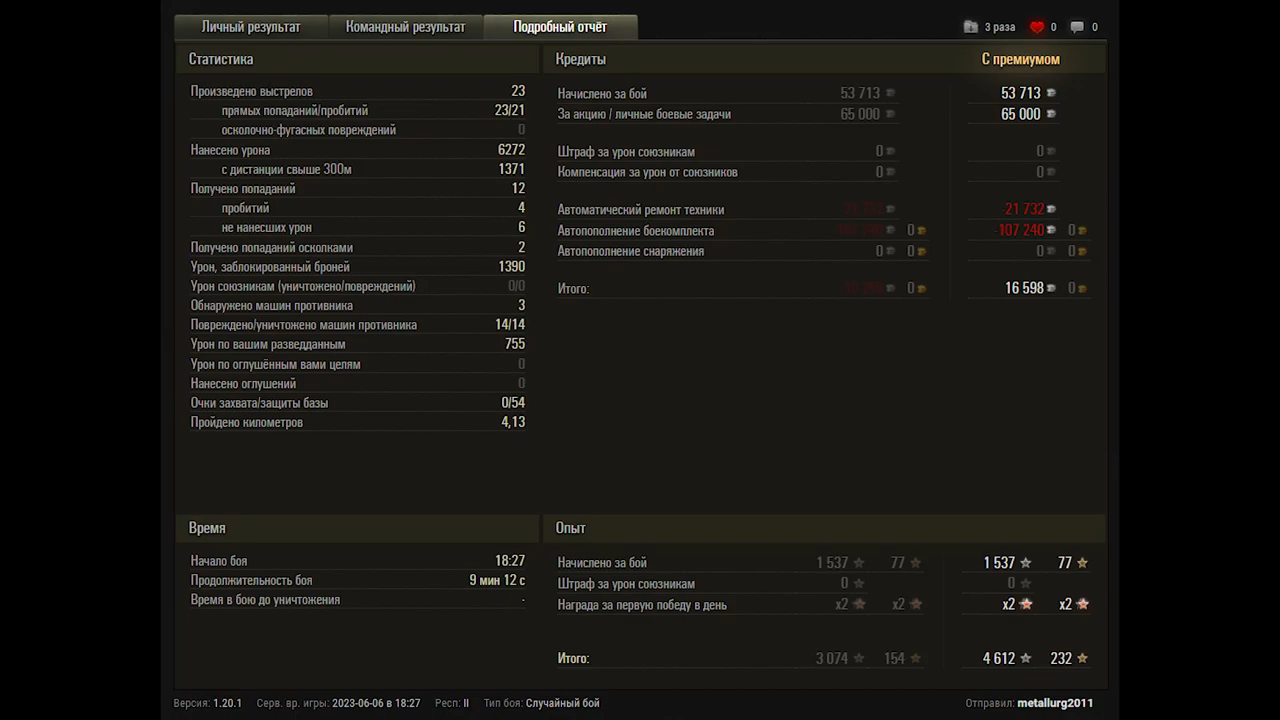 Личный результат Командный результат Подробный отчёт 3 раза 0 0
Статистика
Произведено выстрелов 23
прямых попаданий/пробитий 23/21
осколочно-фугасных повреждений 0
Нанесено урона 6272
с дистанции свыше 300м 1371
Получено попаданий 12
пробитий 4
не нанесших урон 6
Получено попаданий осколками 2
Урон, заблокированный броней 1390
Урон союзникам (уничтожено/повреждений) 0/0
Обнаружено машин противника 3
Повреждено/уничтожено машин противника 14/14
Урон по вашим разведданным 755
Урон по оглушённым вами целям 0
Нанесено оглушений 0
Очки захвата/защиты базы 0/54
Пройдено километров 4,13
Кредиты С премиумом
Начислено за бой 53 713 53 713
За акцию / личные боевые задачи 65 000 65 000
Штраф за урон союзникам 0 0
Компенсация за урон от союзников 0 0
Автоматический ремонт техники -21 732
Автопополнение боекомплекта 0 -107 240 0
Автопополнение снаряжения 0 0 0 0
Итого: 0 16 598 0
Время
Начало боя 18:27
Продолжительность боя 9 мин 12 с
Время в бою до уничтожения -
Опыт
Начислено за бой 1 537 77 1 537 77
Штраф за урон союзникам 0 0
Награда за первую победу в день x2 x2 x2 x2
Итого: 3 074 154 4 612 232
Версия: 1.20.1 Серв. вр. игры: 2023-06-06 в 18:27 Респ: II Тип боя: Случайный бой Отправил: metallurg2011